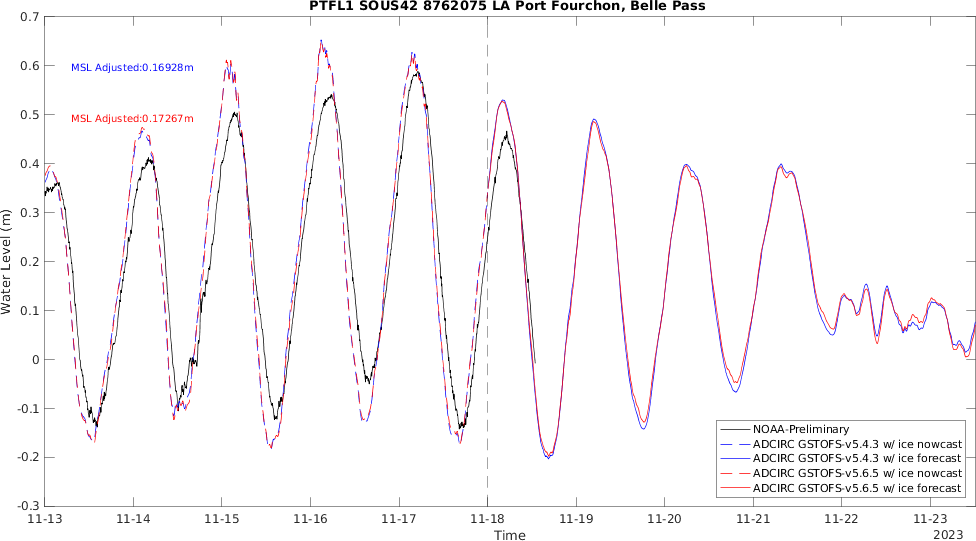 PTFL1 SOUS42 8762075 LA Port Fourchon, Belle Pass
0.7
0.6
0.5
0.4
0.3
0.2
0.1
0
-0.1
-0.2
-0.3
Water Level (m)
MSL Adjusted:0.16928m
MSL Adjusted:0.17267m
NOAA-Preliminary
ADCIRC GSTOFS-v5.4.3 w/ ice nowcast
ADCIRC GSTOFS-v5.4.3 w/ ice forecast
ADCIRC GSTOFS-v5.6.5 w/ ice nowcast
ADCIRC GSTOFS-v5.6.5 w/ ice forecast
11-13 11-14 11-15 11-16 11-17 11-18 11-19 11-20 11-21 11-22 11-23
Time
2023